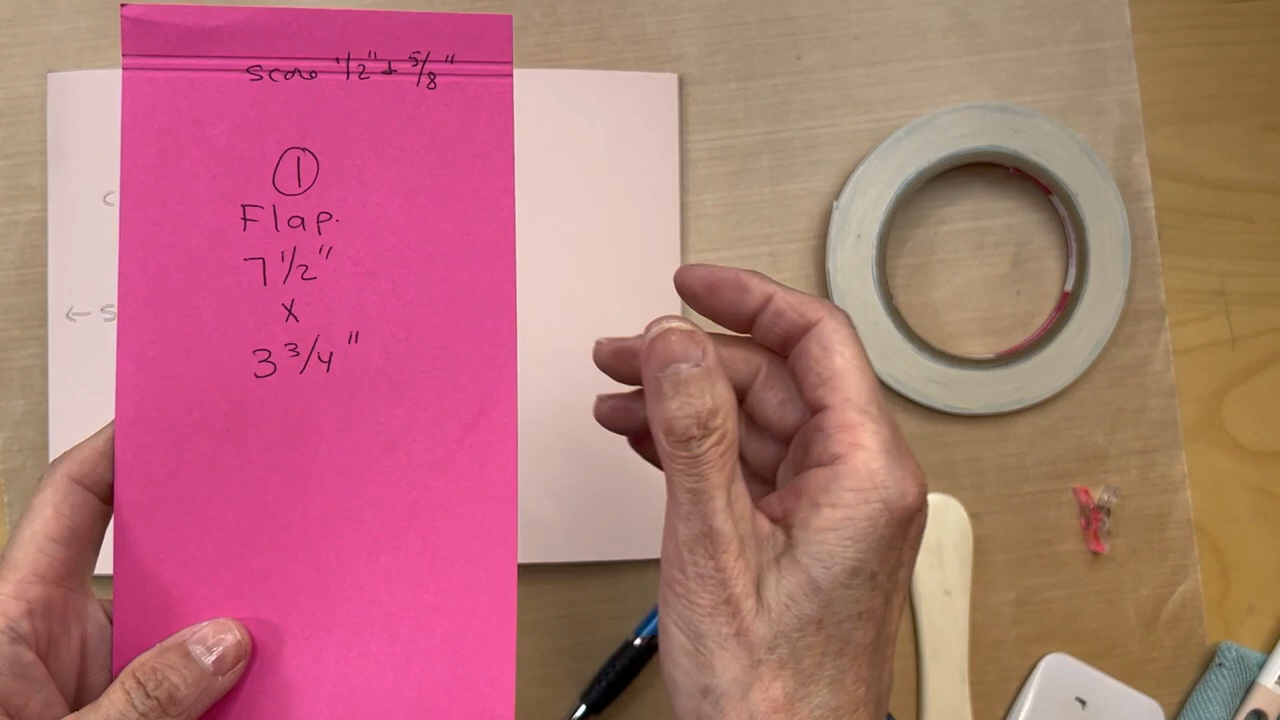 score 1/2" + 5/8"
①
Flap.
7 1/2"
x
3 3/4"
← S